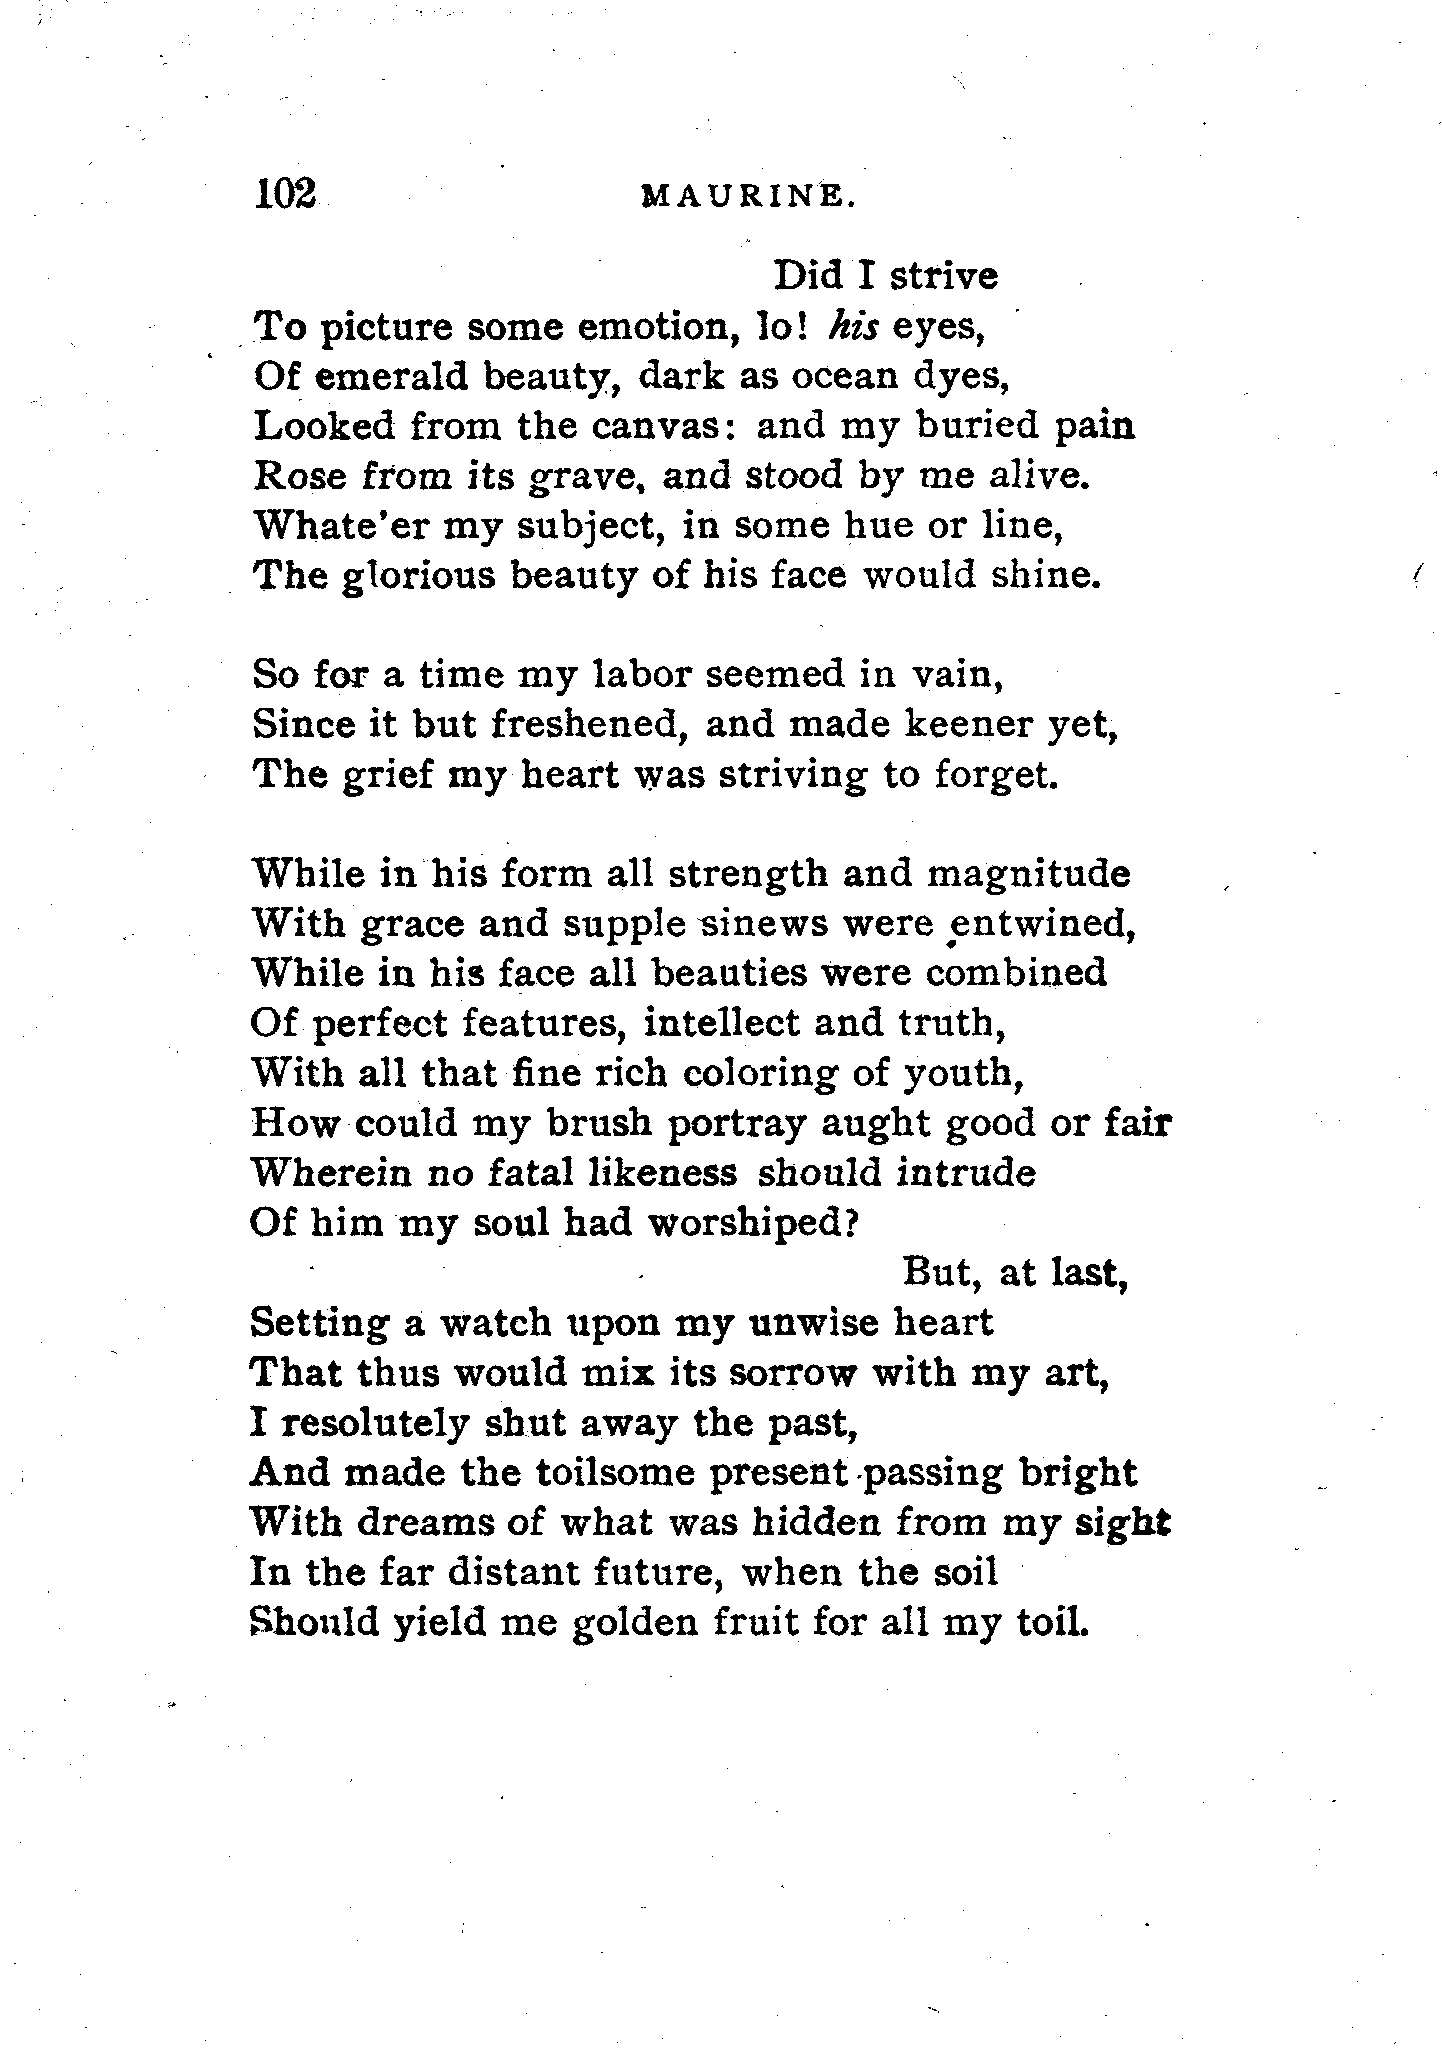 102 MAURINE.
Did I strive
To picture some emotion, lo! his eyes,
Of emerald beauty, dark as ocean dyes,
Looked from the canvas: and my buried pain
Rose from its grave, and stood by me alive.
Whate'er my subject, in some hue or line,
The glorious beauty of his face would shine.
So for a time my labor seemed in vain,
Since it but freshened, and made keener yet,
The grief my heart was striving to forget.
While in his form all strength and magnitude
With grace and supple sinews were entwined,
While in his face all beauties were combined
Of perfect features, intellect and truth,
With all that fine rich coloring of youth,
How could my brush portray aught good or fair
Wherein no fatal likeness should intrude
Of him my soul had worshiped?
But, at last,
Setting a watch upon my unwise heart
That thus would mix its sorrow with my art,
I resolutely shut away the past,
And made the toilsome present passing bright
With dreams of what was hidden from my sight
In the far distant future, when the soil
Should yield me golden fruit for all my toil.